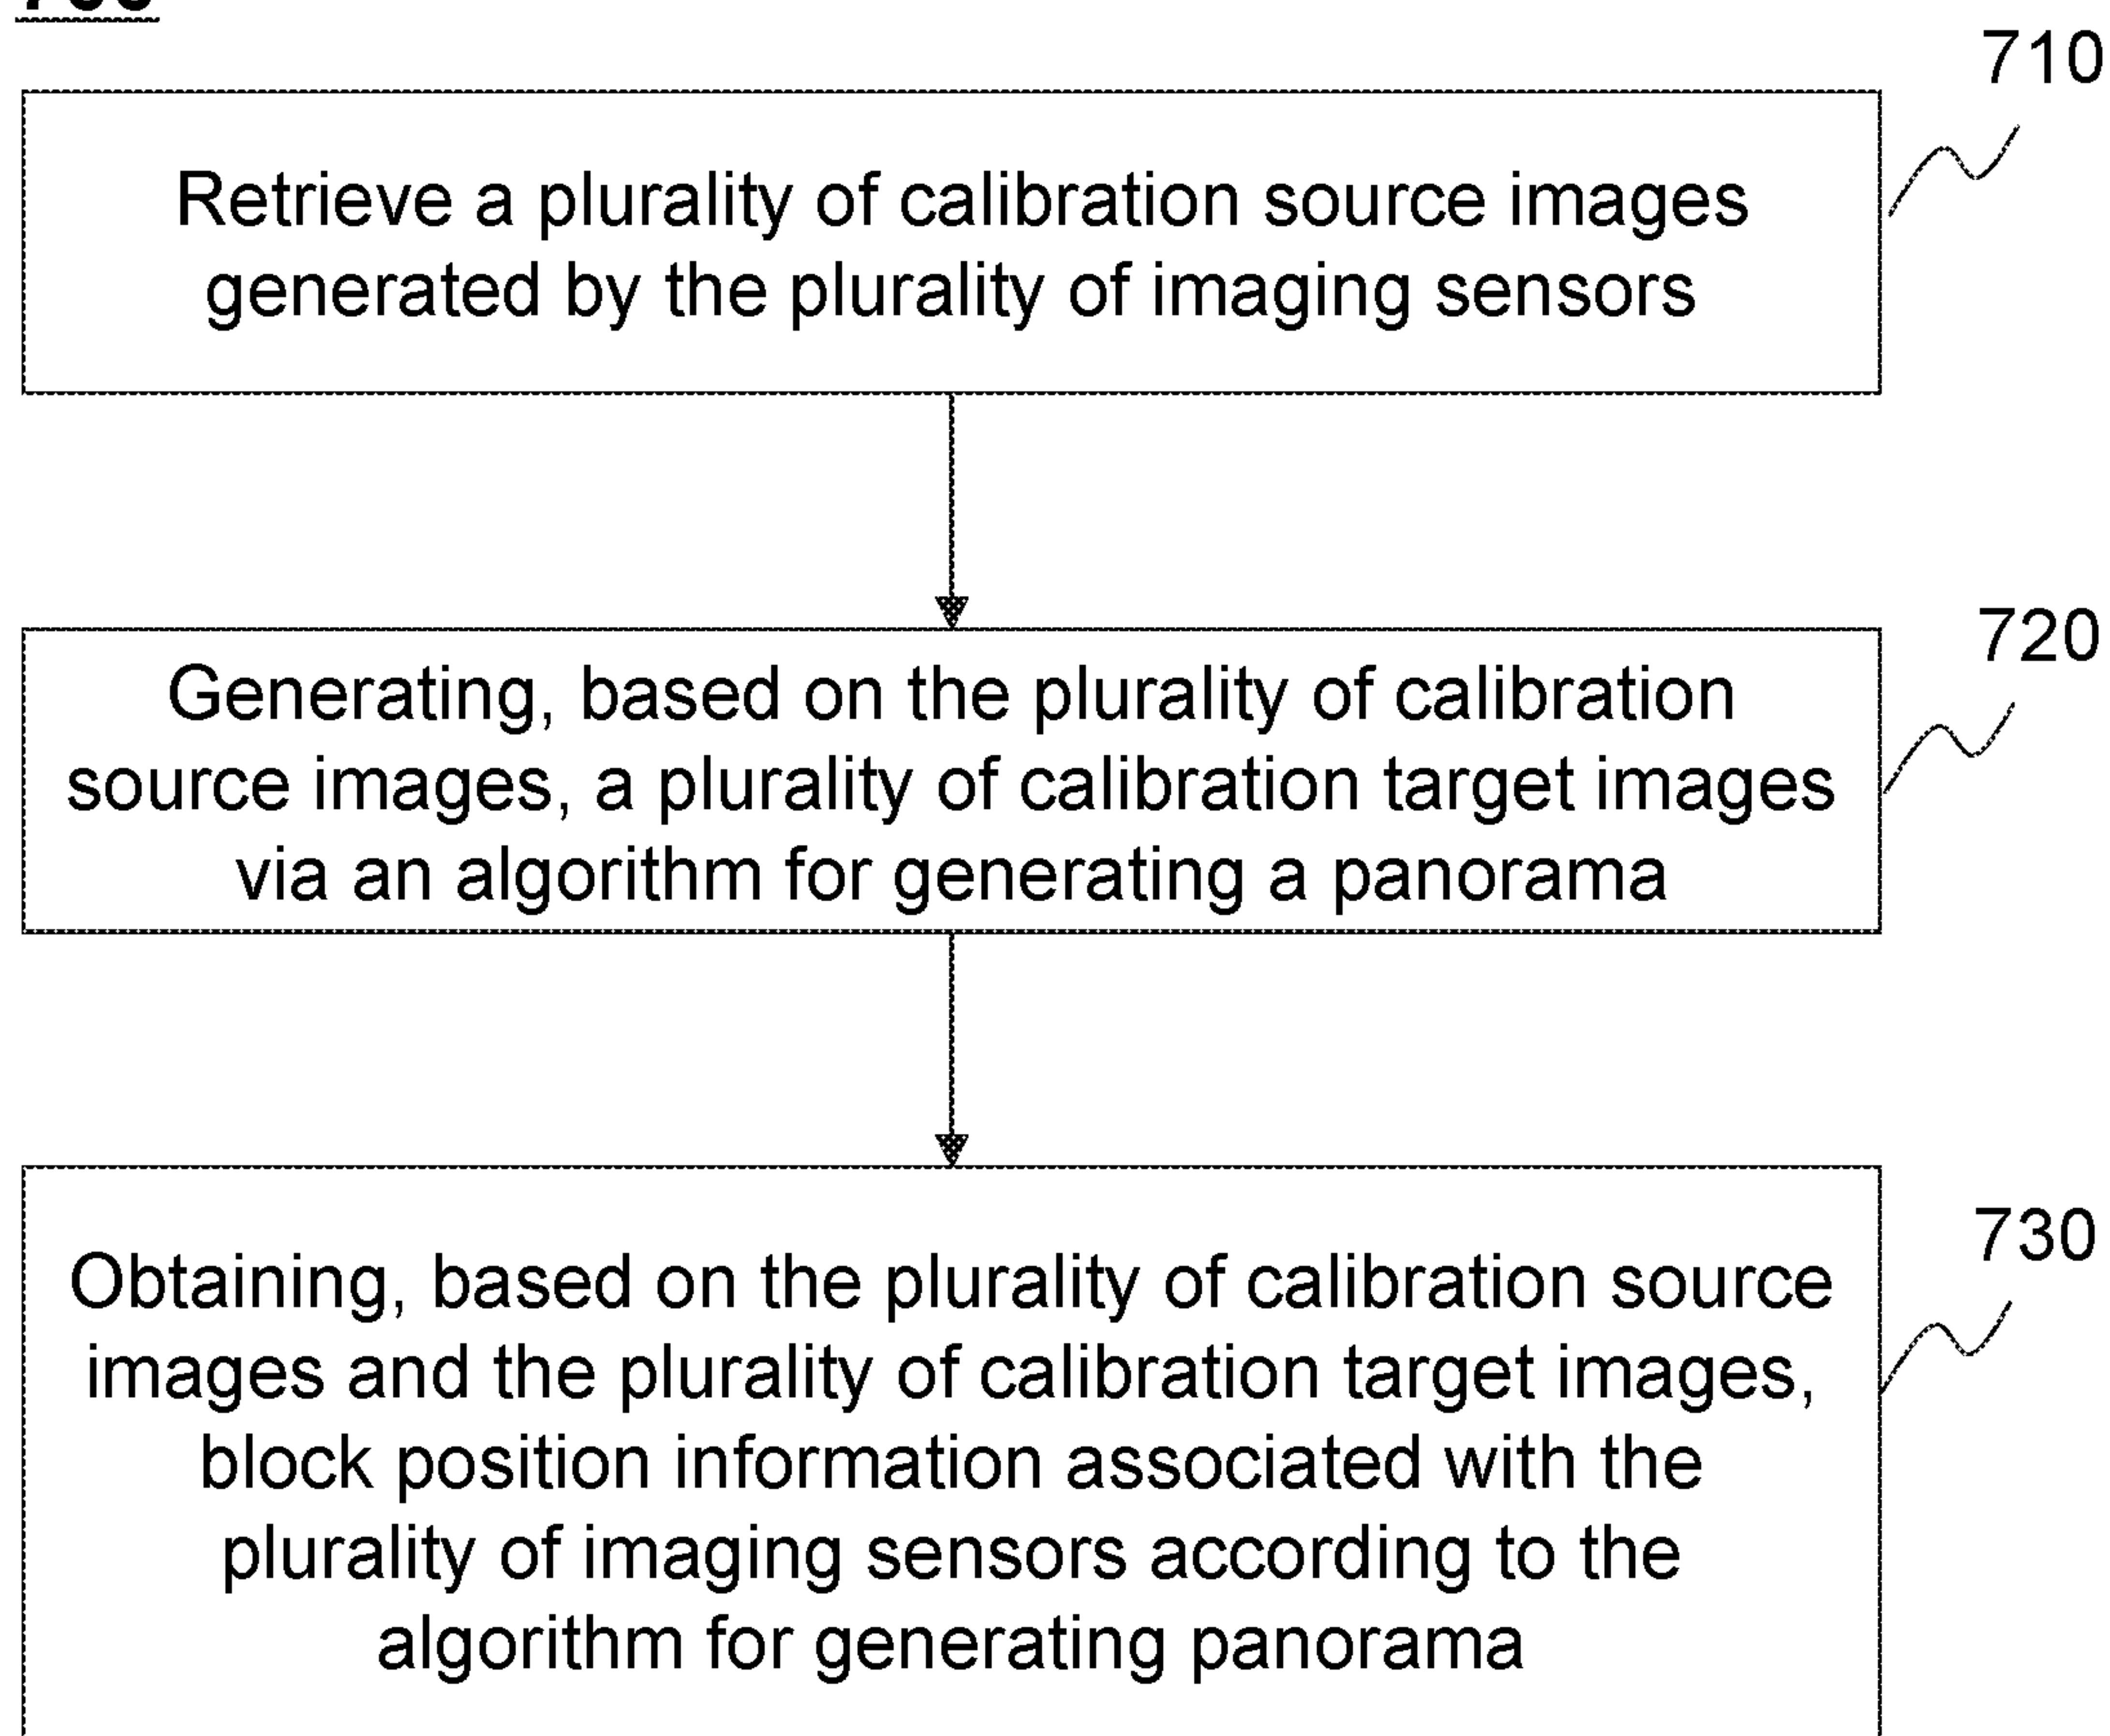 710
Retrieve a plurality of calibration source images
generated by the plurality of imaging sensors
720
Generating, based on the plurality of calibration
source images, a plurality of calibration target images
via an algorithm for generating a panorama
730
Obtaining, based on the plurality of calibration source
images and the plurality of calibration target images,
block position information associated with the
plurality of imaging sensors according to the
algorithm for generating panorama